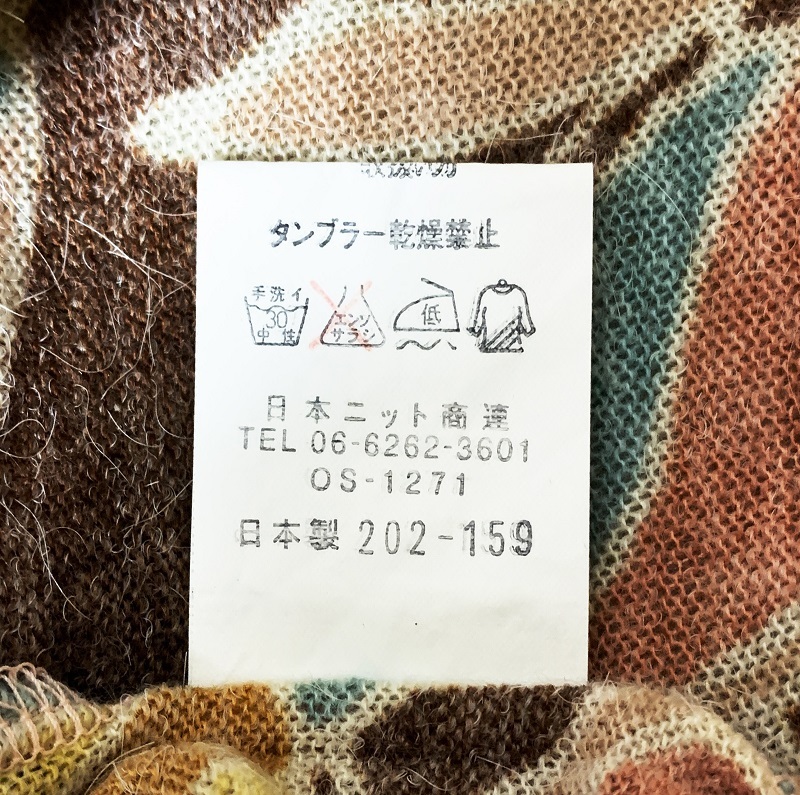 タンブラー乾燥禁止
手洗イ
30
中性
エンソ
サラシ
低
日本ニット商連
TEL 06-6262-3601
OS-1271
日本製 202-159